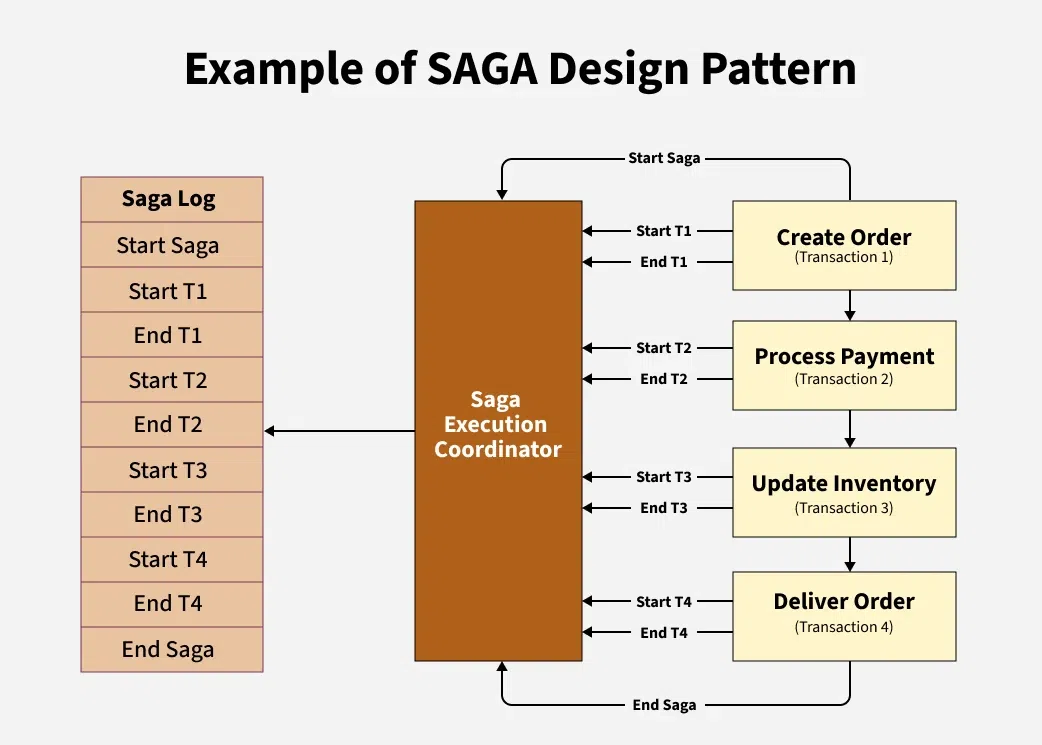 Example of SAGA Design Pattern
Saga Log
Start Saga
Start T1
End T1
Start T2
End T2
Start T3
End T3
Start T4
End T4
End Saga
Saga
Execution
Coordinator
Start Saga
Start T1
End T1
Start T2
End T2
Start T3
End T3
Start T4
End T4
End Saga
Create Order
(Transaction 1)
Process Payment
(Transaction 2)
Update Inventory
(Transaction 3)
Deliver Order
(Transaction 4)